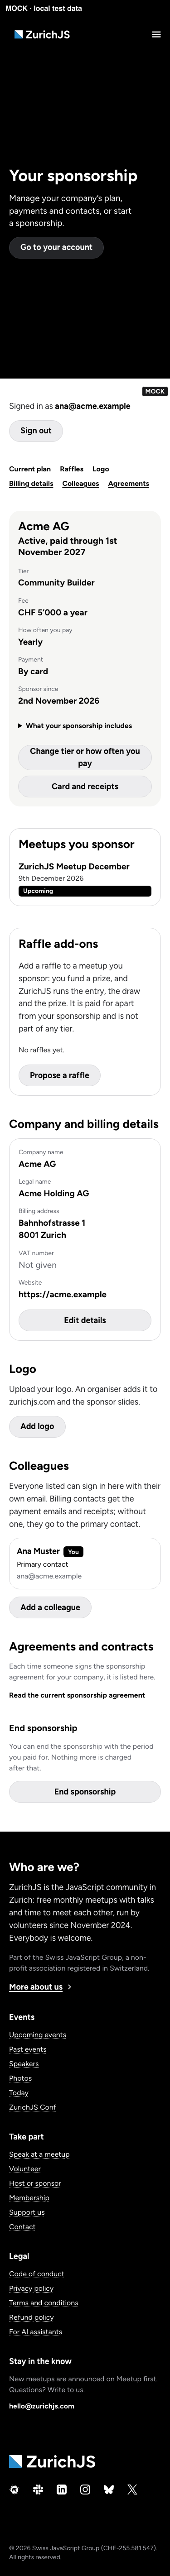 MOCK · local test data
ZurichJS
Your sponsorship
Manage your company's plan,
payments and contacts, or start
a sponsorship.
Go to your account
MOCK
Signed in as ana@acme.example
Sign out
Current plan Raffles Logo
Billing details Colleagues Agreements
Acme AG
Active, paid through 1st
November 2027
Tier
Community Builder
Fee
CHF 5'000 a year
How often you pay
Yearly
Payment
By card
Sponsor since
2nd November 2026
What your sponsorship includes
Change tier or how often you
pay
Card and receipts
Meetups you sponsor
ZurichJS Meetup December
9th December 2026
Upcoming
Raffle add-ons
Add a raffle to a meetup you
sponsor: you fund a prize, and
ZurichJS runs the entry, the draw
and the prize. It is paid for apart
from your sponsorship and is not
part of any tier.
No raffles yet.
Propose a raffle
Company and billing details
Company name
Acme AG
Legal name
Acme Holding AG
Billing address
Bahnhofstrasse 1
8001 Zurich
VAT number
Not given
Website
https://acme.example
Edit details
Logo
Upload your logo. An organiser adds it to
zurichjs.com and the sponsor slides.
Add logo
Colleagues
Everyone listed can sign in here with their
own email. Billing contacts get the
payment emails and receipts; without
one, they go to the primary contact.
Ana Muster You
Primary contact
ana@acme.example
Add a colleague
Agreements and contracts
Each time someone signs the sponsorship
agreement for your company, it is listed here.
Read the current sponsorship agreement
End sponsorship
You can end the sponsorship with the period
you paid for. Nothing more is charged
after that.
End sponsorship
Who are we?
ZurichJS is the JavaScript community in
Zurich: free monthly meetups with talks
and time to meet each other, run by
volunteers since November 2024.
Everybody is welcome.
Part of the Swiss JavaScript Group, a non-
profit association registered in Switzerland.
More about us
Events
Upcoming events
Past events
Speakers
Photos
Today
ZurichJS Conf
Take part
Speak at a meetup
Volunteer
Host or sponsor
Membership
Support us
Contact
Legal
Code of conduct
Privacy policy
Terms and conditions
Refund policy
For AI assistants
Stay in the know
New meetups are announced on Meetup first.
Questions? Write to us.
hello@zurichjs.com
ZurichJS
© 2026 Swiss JavaScript Group (CHE-255.581.547).
All rights reserved.